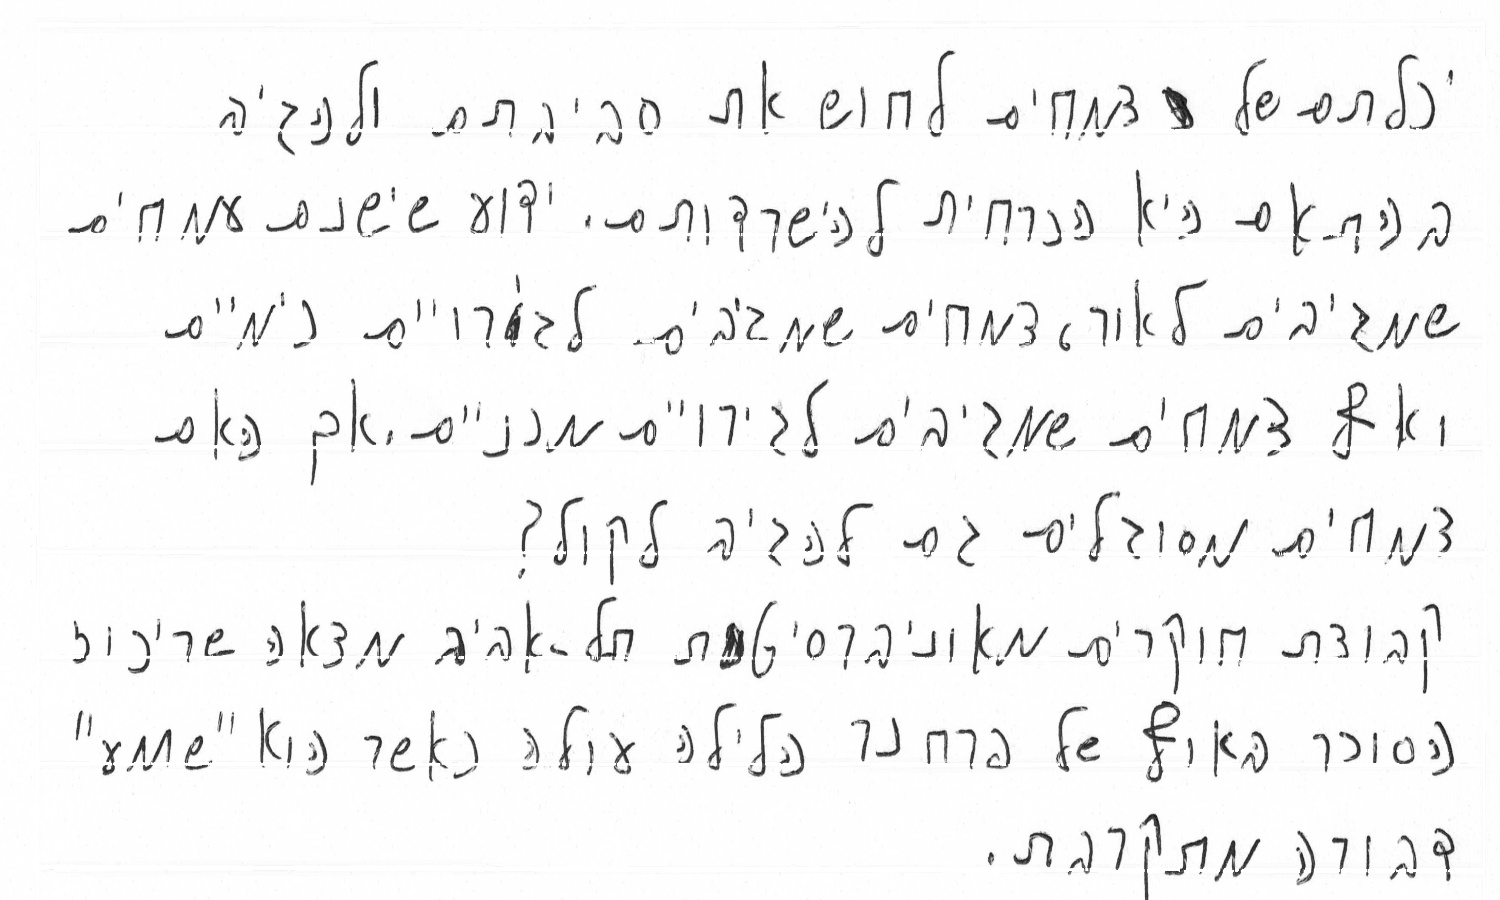 יכלתם של צמחים לחוש את סביבתם ולהגיב
בהתאם היא הכרחית להישרדותם. ידוע שישנם צמחים
שמגיבים לאור, צמחים שמגיבים לגירויים כימיים
ואף צמחים שמגיבים לגירויים מכניים. אך האם
צמחים מסוגלים גם להגיב לקול?
קבוצת חוקרים מאוניברסיטת תל-אביב מצאה שריכוז
הסוכר בצוף של פרח נר הלילה עולה כאשר הוא "שמע"
דבורה מתקרבת.